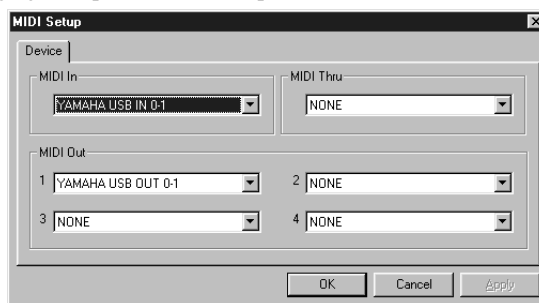 MIDI Setup
Device
MIDI In
MIDI Thru
YAMAHA USB IN 0-1
NONE
MIDI Out
1 YAMAHA USB OUT 0-1
2 NONE
3 NONE
4 NONE
OK Cancel Apply